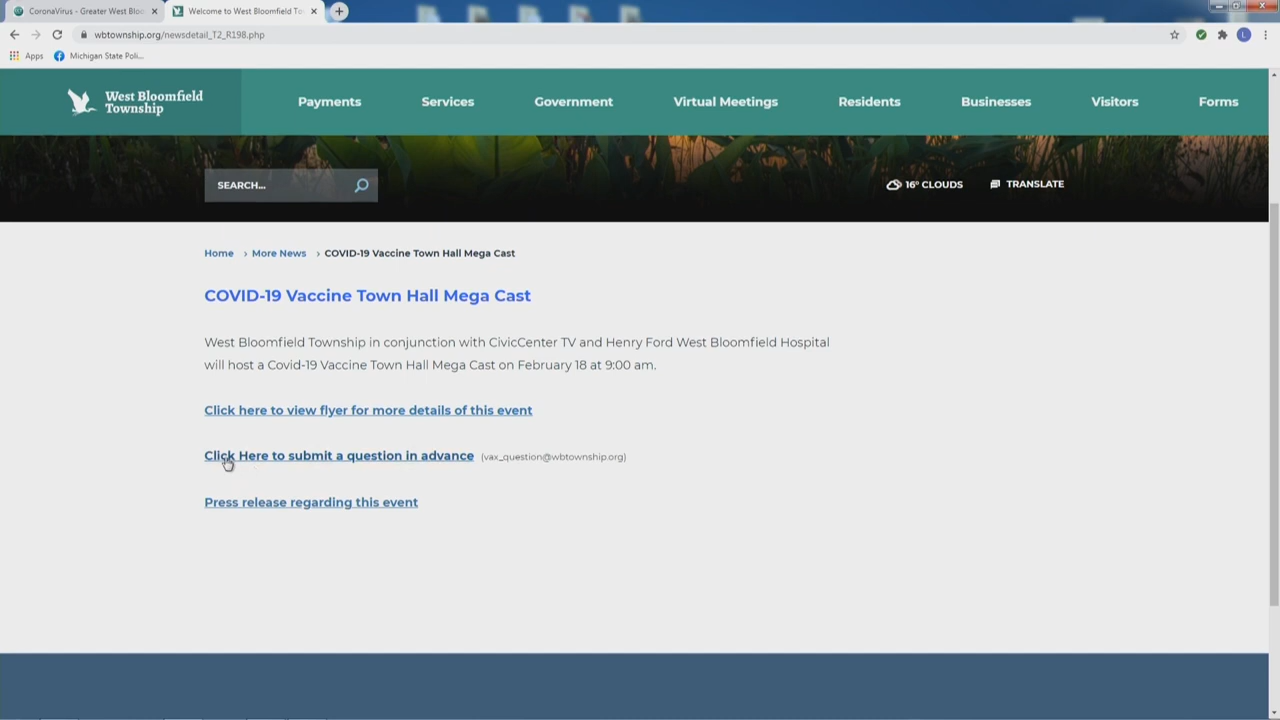 CoronaVirus - Greater West Bloo
Welcome to West Bloomfield To
wbtownship.org/newsdetail_T2_R198.php
L
Apps
Michigan State Poli...
West Bloomfield
Township
Payments
Services
Government
Virtual Meetings
Residents
Businesses
Visitors
Forms
SEARCH...
16° CLOUDS
TRANSLATE
Home › More News › COVID-19 Vaccine Town Hall Mega Cast
COVID-19 Vaccine Town Hall Mega Cast
West Bloomfield Township in conjunction with CivicCenter TV and Henry Ford West Bloomfield Hospital
will host a Covid-19 Vaccine Town Hall Mega Cast on February 18 at 9:00 am.
Click here to view flyer for more details of this event
Click Here to submit a question in advance (vax_question@wbtownship.org)
Press release regarding this event